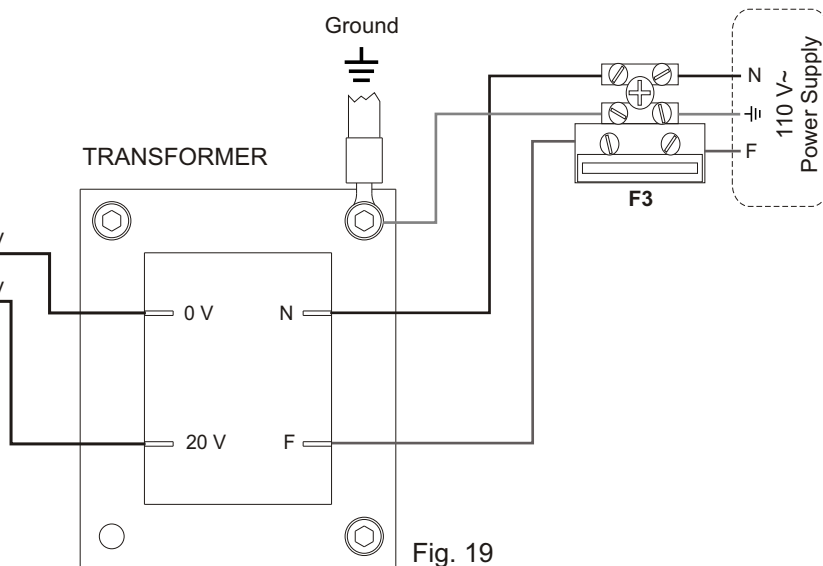 Ground
N
110 V~
Power Supply
F
F3
TRANSFORMER
0 V
N
20 V
F
Fig. 19